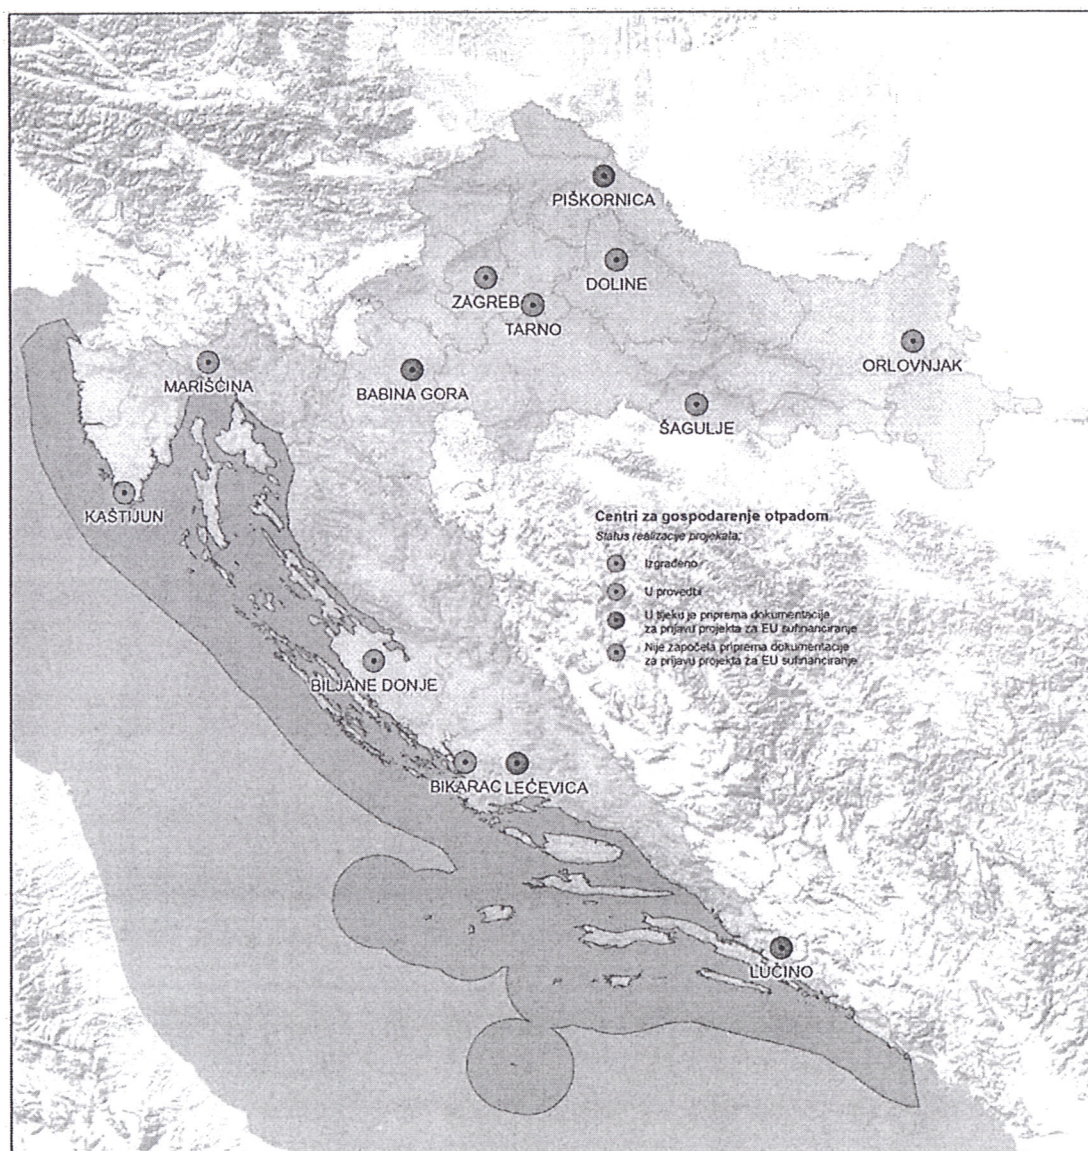 PIŠKORNICA
DOLINE
ZAGREB
TARNO
ORLOVNJAK
MARIŠĆINA
BABINA GORA
ŠAGULJE
KAŠTIJUN
Centri za gospodarenje otpadom
Status realizacije projekata:
Izgrađeno
U provedbi
U tijeku je priprema dokumentacije
za prijavu projekta za EU sufinanciranje
Nije započela priprema dokumentacije
za prijavu projekta za EU sufinanciranje
BILJANE DONJE
BIKARAC LEĆEVICA
LUČINO